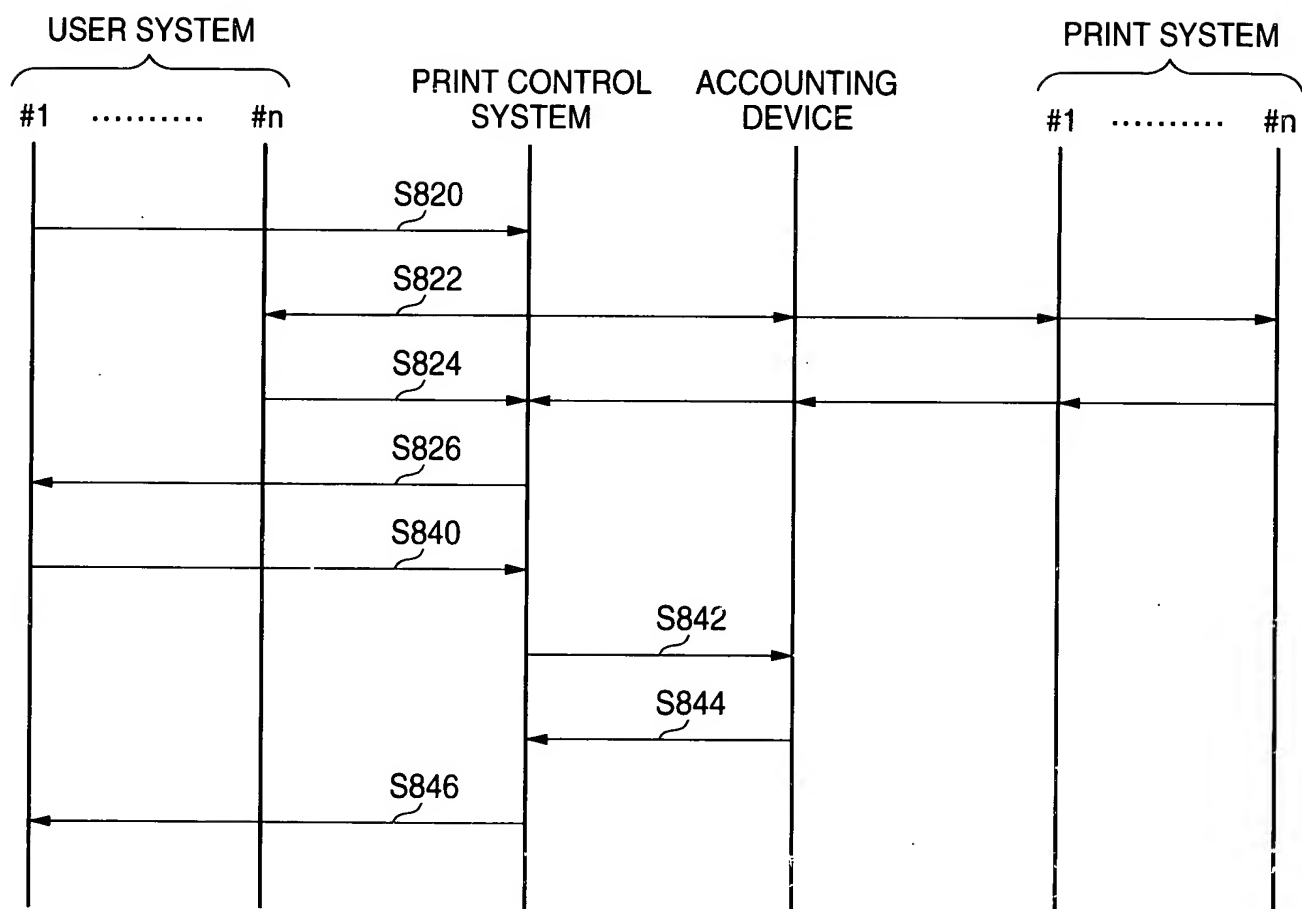 USER SYSTEM
PRINT SYSTEM
PRINT CONTROL SYSTEM
ACCOUNTING DEVICE
#1 .......... #n
#1 .......... #n
S820
S822
S824
S826
S840
S842
S844
S846